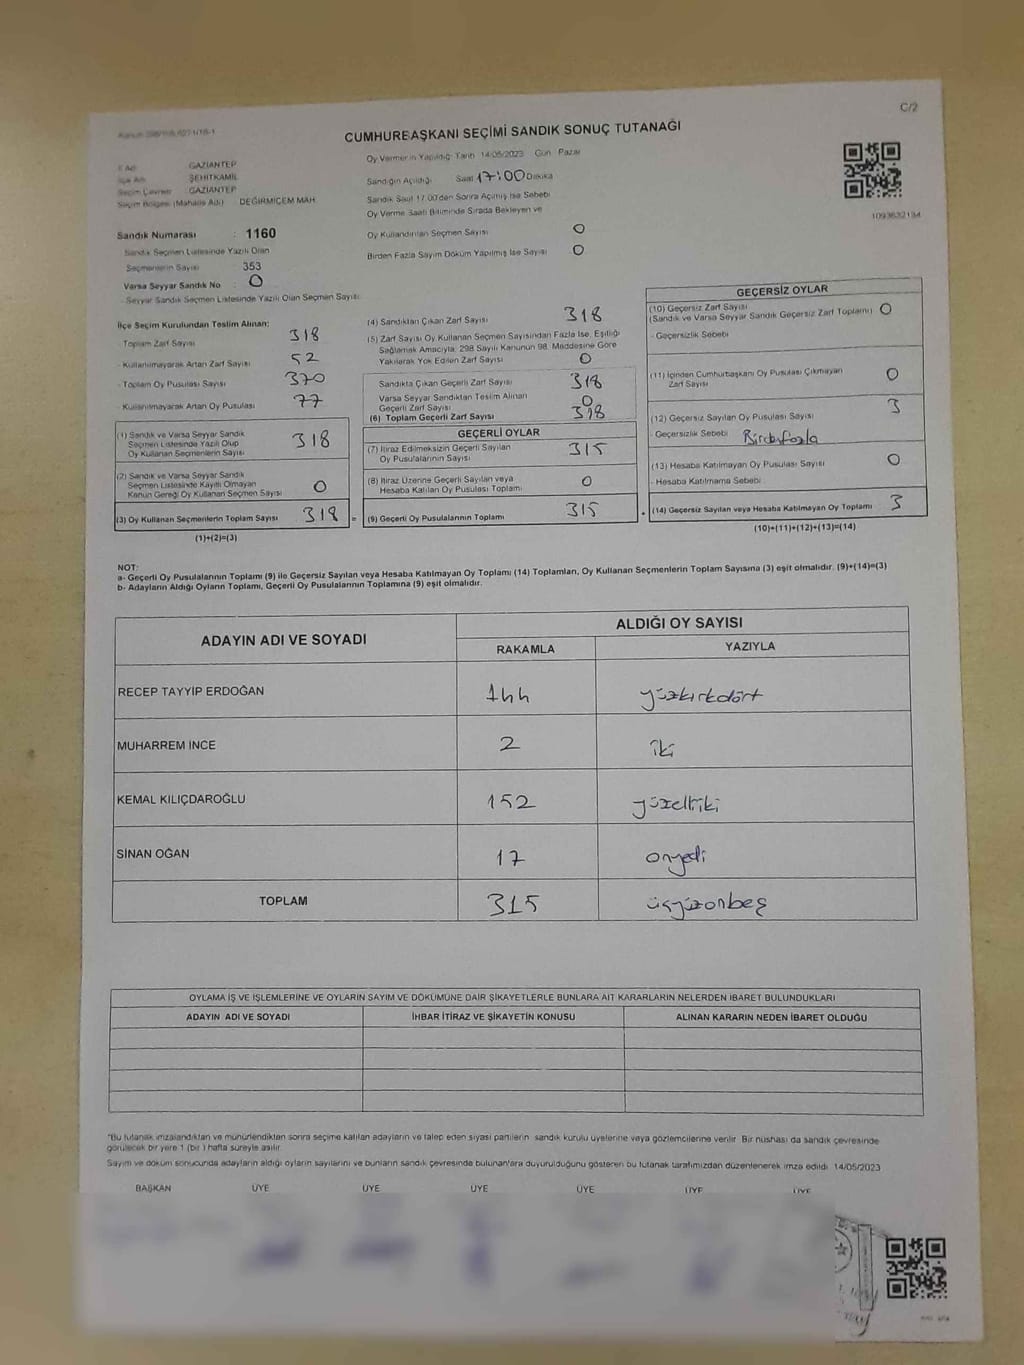 C/2
CUMHURBAŞKANI SEÇİMİ SANDIK SONUÇ TUTANAĞI
İl Adı GAZİANTEP
İlçe Adı ŞEHİTKAMİL
Seçim Çevresi GAZİANTEP
Seçim Bölgesi (Mahalle Adı) DEĞİRMİÇEM MAH.
Oy Vermenin Yapıldığı Tarih 14/05/2023 Gün Pazar
Sandığın Açıldığı Saat 17:00 Dakika
Sandık Saat 17.00'den Sonra Açılmış İse Sebebi
Oy Verme Saati Bitiminde Sırada Bekleyen ve
Oy Kullandırılan Seçmen Sayısı 0
Birden Fazla Sayım Döküm Yapılmış İse Sayısı 0
1093632134
Sandık Numarası : 1160
Sandık Seçmen Listesinde Yazılı Olan
Seçmenlerin Sayısı 353
Varsa Seyyar Sandık No : 0
- Seyyar Sandık Seçmen Listesinde Yazılı Olan Seçmen Sayısı:
İlçe Seçim Kurulundan Teslim Alınan;
- Toplam Zarf Sayısı 318
- Kullanılmayarak Artan Zarf Sayısı 52
- Toplam Oy Pusulası Sayısı 370
- Kullanılmayarak Artan Oy Pusulası 77
(1) Sandık ve Varsa Seyyar Sandık
Seçmen Listesinde Yazılı Olup
Oy Kullanan Seçmenlerin Sayısı 318
(2) Sandık ve Varsa Seyyar Sandık
Seçmen Listesinde Kayıtlı Olmayan
Kanun Gereği Oy Kullanan Seçmen Sayısı 0
(3) Oy Kullanan Seçmenlerin Toplam Sayısı 318 =
(1)+(2)=(3)
(4) Sandıktan Çıkan Zarf Sayısı 318
(5) Zarf Sayısı Oy Kullanan Seçmen Sayısından Fazla İse, Eşitliği
Sağlamak Amacıyla, 298 Sayılı Kanunun 98. Maddesine Göre
Yakılarak Yok Edilen Zarf Sayısı 0
Sandıkta Çıkan Geçerli Zarf Sayısı 318
Varsa Seyyar Sandıktan Teslim Alınan
Geçerli Zarf Sayısı 0
(6) Toplam Geçerli Zarf Sayısı 318
GEÇERLİ OYLAR
(7) İtiraz Edilmeksizin Geçerli Sayılan
Oy Pusulalarının Sayısı 315
(8) İtiraz Üzerine Geçerli Sayılan veya
Hesaba Katılan Oy Pusulası Toplamı 0
(9) Geçerli Oy Pusulalarının Toplamı 315 +
GEÇERSİZ OYLAR
(10) Geçersiz Zarf Sayısı
(Sandık ve Varsa Seyyar Sandık Geçersiz Zarf Toplamı) 0
- Geçersizlik Sebebi :
(11) İçinden Cumhurbaşkanı Oy Pusulası Çıkmayan
Zarf Sayısı 0
(12) Geçersiz Sayılan Oy Pusulası Sayısı 3
- Geçersizlik Sebebi : Birdenfazla
(13) Hesaba Katılmayan Oy Pusulası Sayısı 0
- Hesaba Katılmama Sebebi :
(14) Geçersiz Sayılan veya Hesaba Katılmayan Oy Toplamı 3
(10)+(11)+(12)+(13)=(14)
NOT:
a- Geçerli Oy Pusulalarının Toplamı (9) ile Geçersiz Sayılan veya Hesaba Katılmayan Oy Toplamı (14) Toplamları, Oy Kullanan Seçmenlerin Toplam Sayısına (3) eşit olmalıdır. (9)+(14)=(3)
b- Adayların Aldığı Oyların Toplamı, Geçerli Oy Pusulalarının Toplamına (9) eşit olmalıdır.
ADAYIN ADI VE SOYADI ALDIĞI OY SAYISI
RAKAMLA YAZIYLA
RECEP TAYYİP ERDOĞAN 144 yüzkırkdört
MUHARREM İNCE 2 iki
KEMAL KILIÇDAROĞLU 152 yüzelliiki
SİNAN OĞAN 17 onyedi
TOPLAM 315 üçyüzonbeş
OYLAMA İŞ VE İŞLEMLERİNE VE OYLARIN SAYIM VE DÖKÜMÜNE DAİR ŞİKAYETLERLE BUNLARA AİT KARARLARIN NELERDEN İBARET BULUNDUKLARI
ADAYIN ADI VE SOYADI İHBAR İTİRAZ VE ŞİKAYETİN KONUSU ALINAN KARARIN NEDEN İBARET OLDUĞU
"Bu tutanak imzalandıktan ve mühürlendikten sonra seçime katılan adayların ve talep eden siyasi partilerin sandık kurulu üyelerine veya gözlemcilerine verilir. Bir nüshası da sandık çevresinde
görülecek bir yere 1 (bir) hafta süreyle asılır.
Sayım ve döküm sonucunda adayların aldığı oyların sayılarını ve bunların sandık çevresinde bulunanlara duyurulduğunu gösteren bu tutanak tarafımızdan düzenlenerek imza edildi. 14/05/2023
BAŞKAN ÜYE ÜYE ÜYE ÜYE ÜYE ÜYE